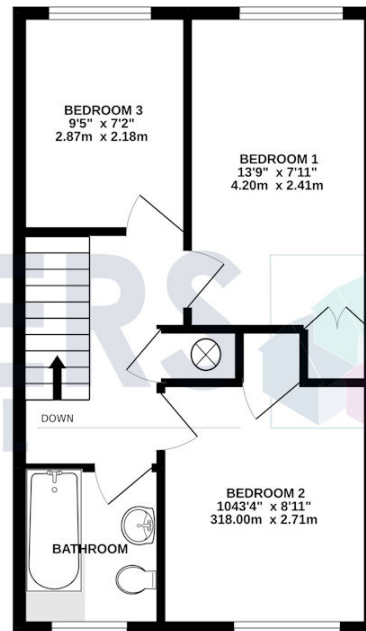 BEDROOM 3
9'5" x 7'2"
2.87m x 2.18m
BEDROOM 1
13'9" x 7'11"
4.20m x 2.41m
ERS
DOWN
BEDROOM 2
1043'4" x 8'11"
318.00m x 2.71m
BATHROOM